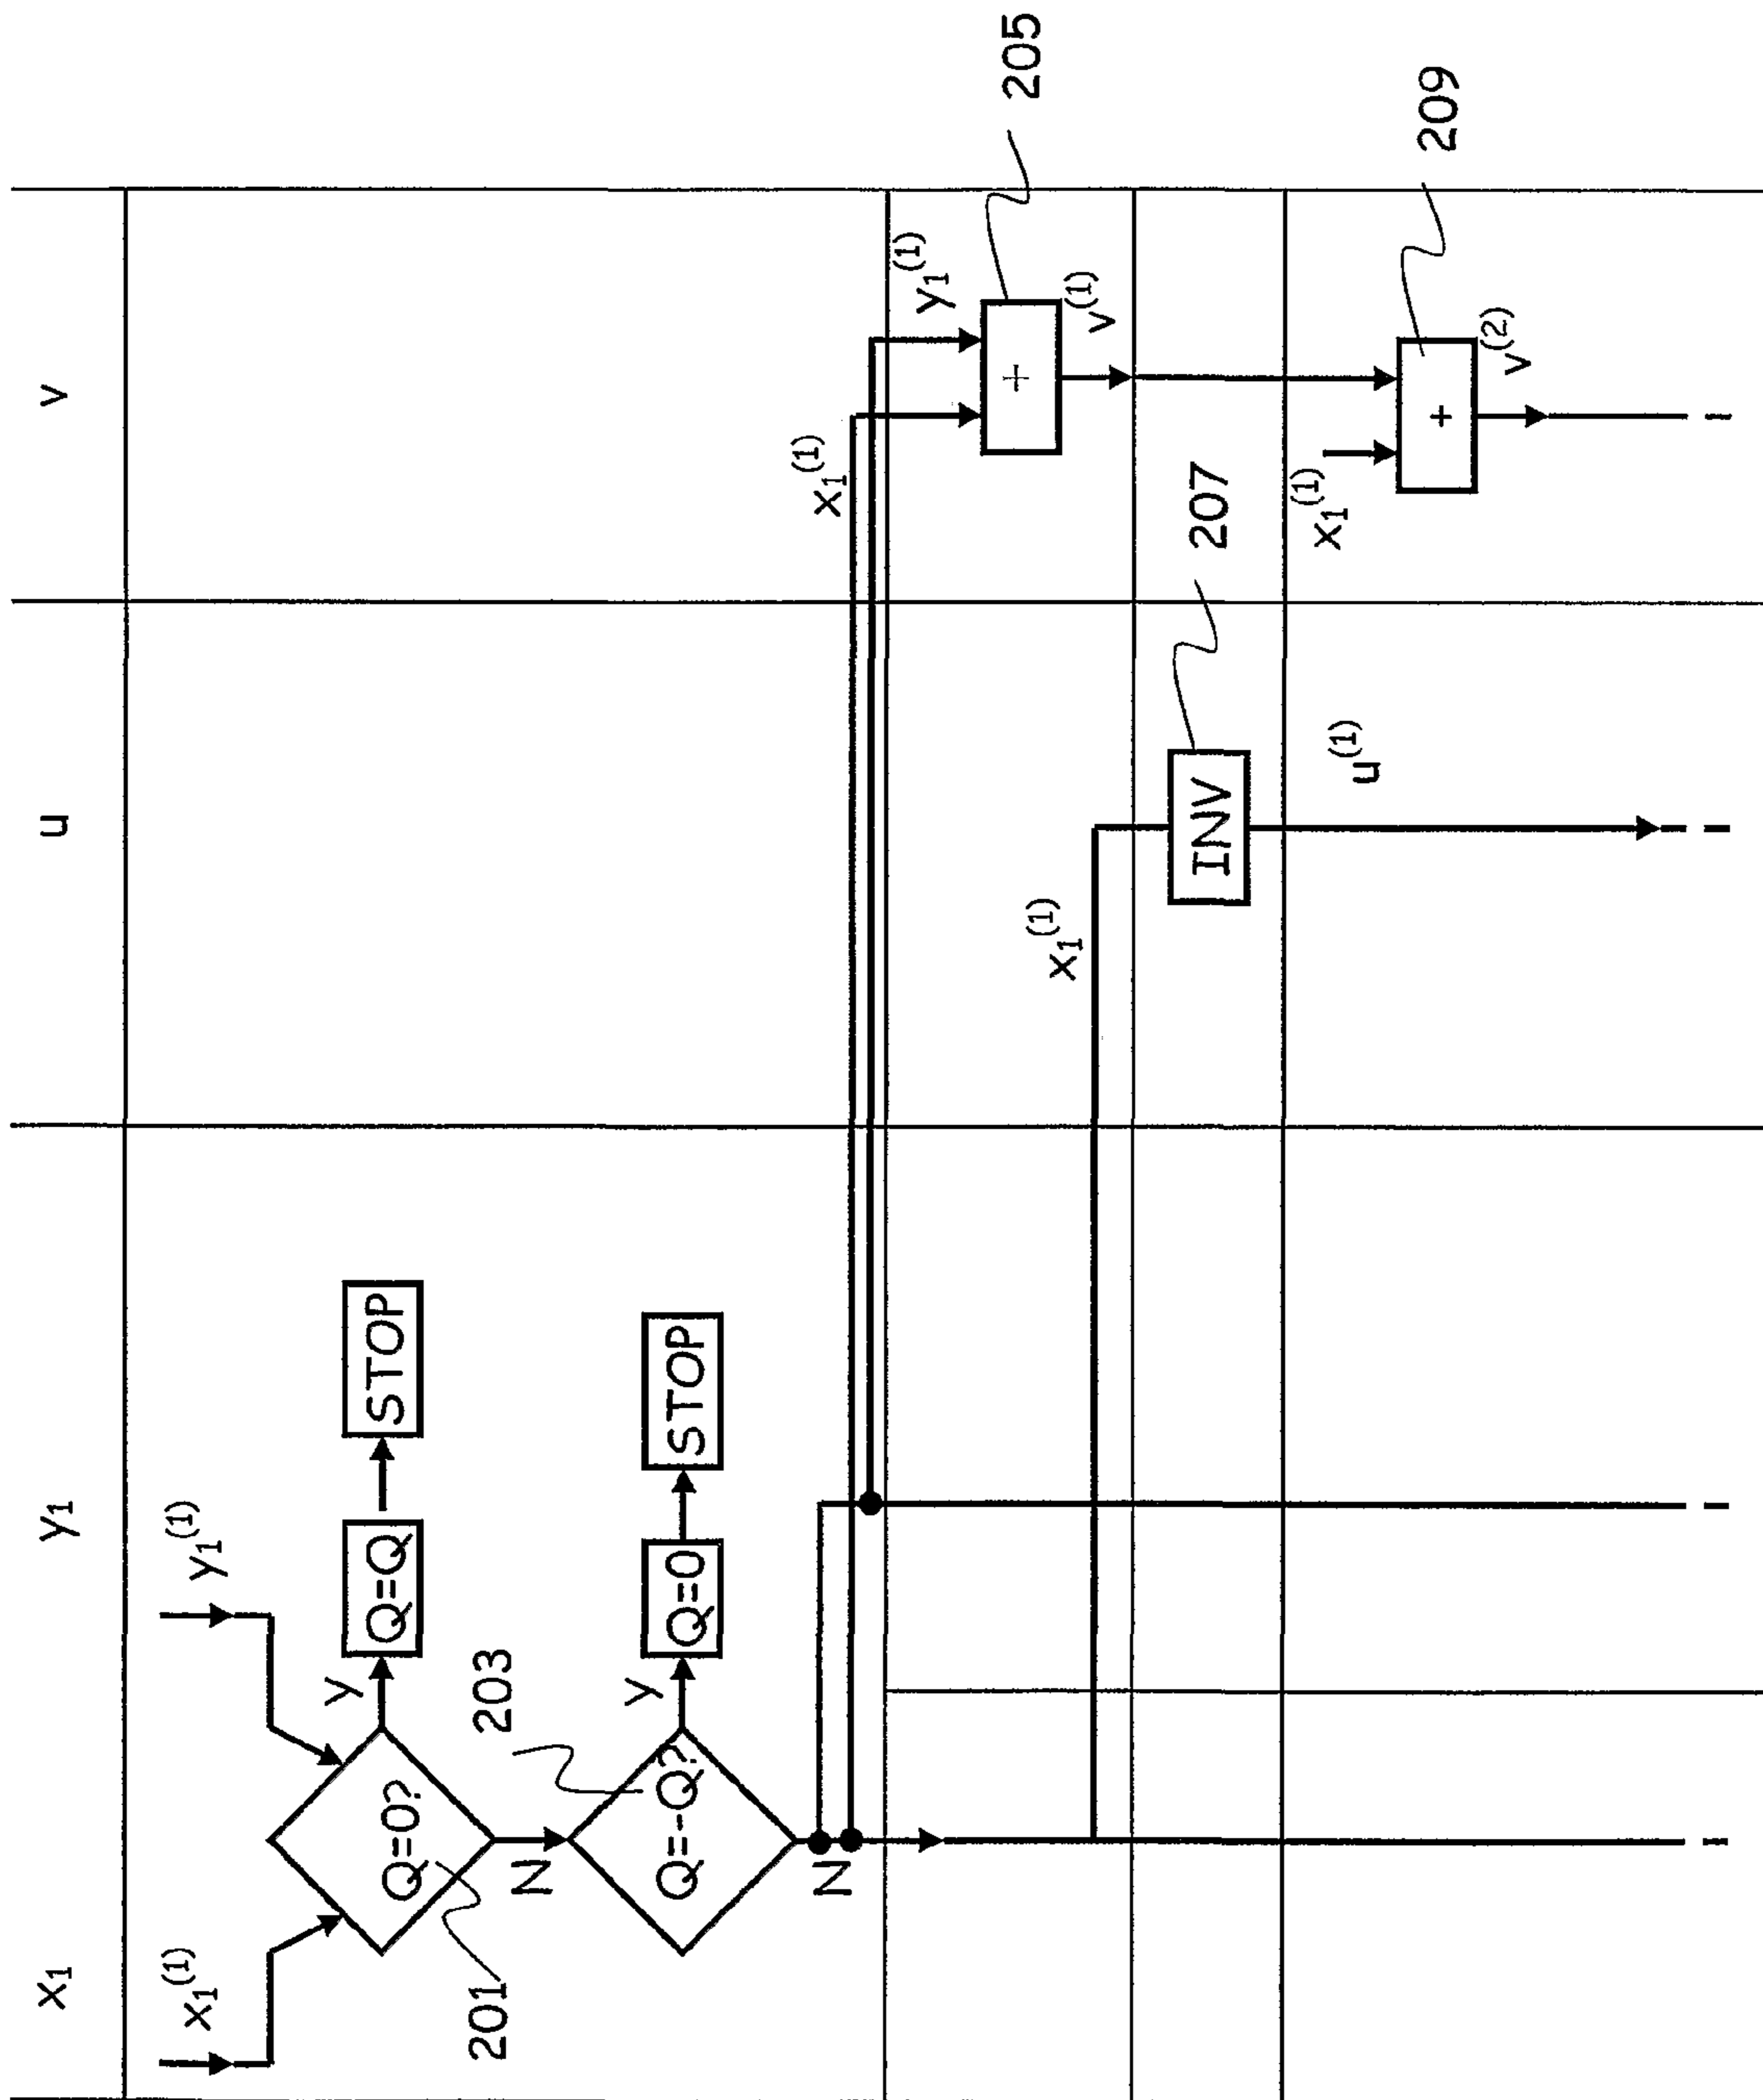 x₁ y₁ u v
x₁⁽¹⁾ y₁⁽¹⁾
Y
Q=0? Q=Q STOP
201 203
N
Y
Q=-Q? Q=0 STOP
N x₁⁽¹⁾
y₁⁽¹⁾
+ 205
x₁⁽¹⁾ v⁽¹⁾
INV 207
x₁⁽¹⁾
u⁽¹⁾
+ 209
v⁽²⁾